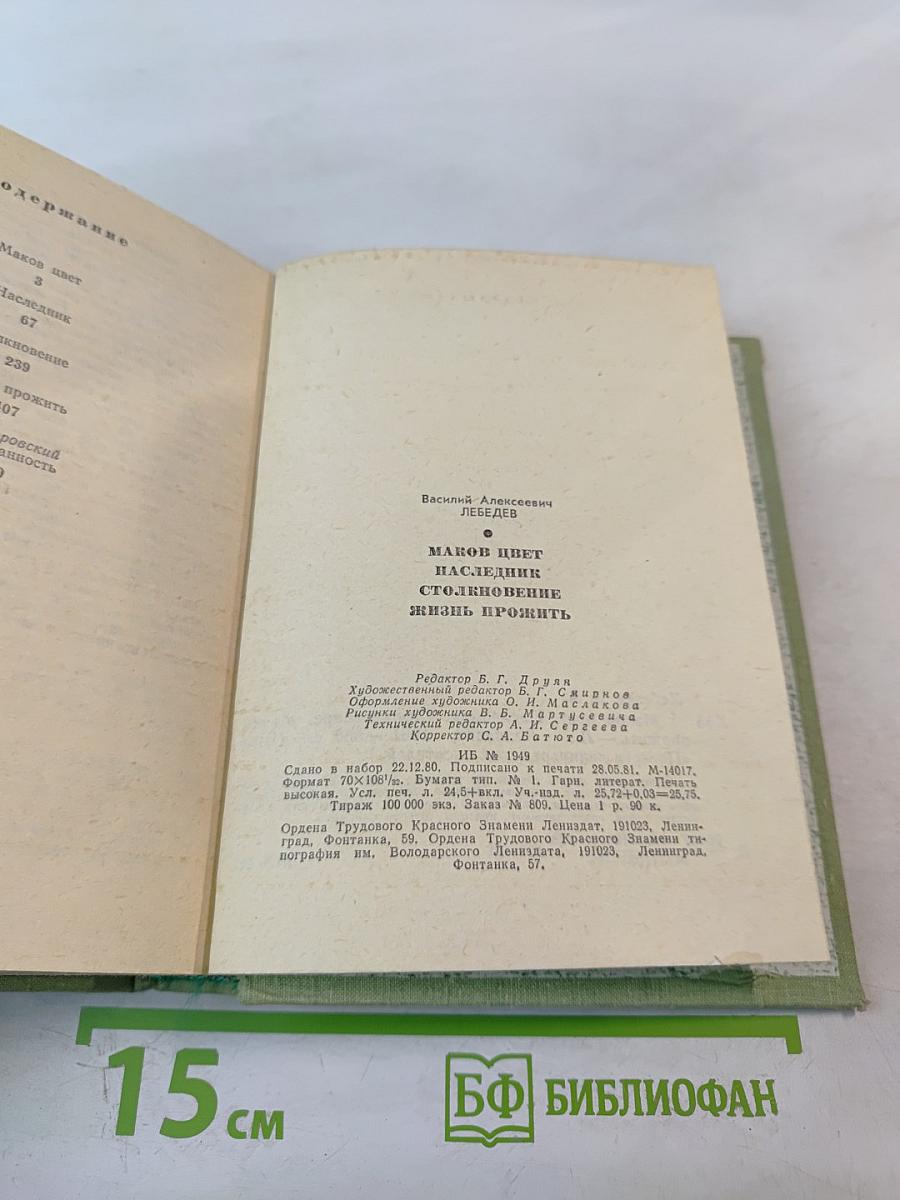 Маков цвет
3
Наследник
67
239
прожить
Василий Алексеевич
ЛЕБЕДЕВ
МАКОВ ЦВЕТ
НАСЛЕДНИК
СТОЛКНОВЕНИЕ
ЖИЗНЬ ПРОЖИТЬ
Редактор Б. Г. Друян
Художественный редактор Б. Г. Смирнов
Оформление художника О. И. Маслакова
Рисунки художника В. Б. Мартусевича
Технический редактор А. И. Сергеева
Корректор С. А. Батюто
ИБ № 1949
Сдано в набор 22.12.80. Подписано к печати 28.05.81. М-14017.
Формат 70×108¹/₃₂. Бумага тип. № 1. Гарн. литерат. Печать
высокая. Усл. печ. л. 24,5+вкл. Уч.-изд. л. 25,72+0,03=25,75.
Тираж 100 000 экз. Заказ № 809. Цена 1 р. 90 к.
Ордена Трудового Красного Знамени Лениздат, 191023, Ленин-
град, Фонтанка, 59. Ордена Трудового Красного Знамени ти-
пография им. Володарского Лениздата, 191023, Ленинград,
Фонтанка, 57.
15 см
БФ БИБЛИОФАН